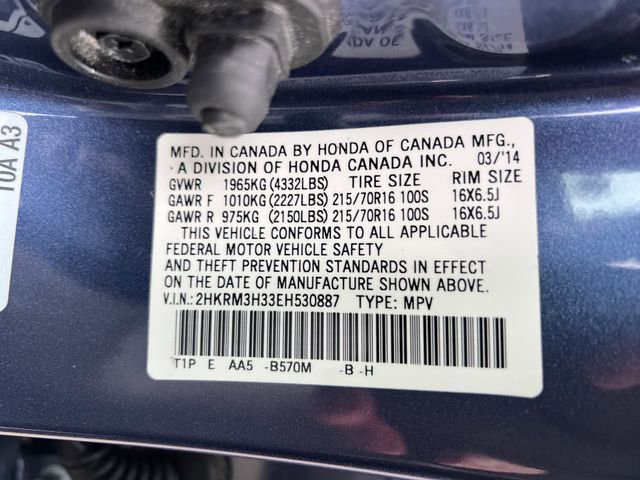 10A A3
MFD. IN CANADA BY HONDA OF CANADA MFG.,
A DIVISION OF HONDA CANADA INC. 03/'14
GVWR 1965KG (4332LBS) TIRE SIZE RIM SIZE
GAWR F 1010KG (2227LBS) 215/70R16 100S 16X6.5J
GAWR R 975KG (2150LBS) 215/70R16 100S 16X6.5J
THIS VEHICLE CONFORMS TO ALL APPLICABLE
FEDERAL MOTOR VEHICLE SAFETY
AND THEFT PREVENTION STANDARDS IN EFFECT
ON THE DATE OF MANUFACTURE SHOWN ABOVE.
V.I.N.:2HKRM3H33EH530887 TYPE: MPV
T1P E AA5 -B570M -B -H